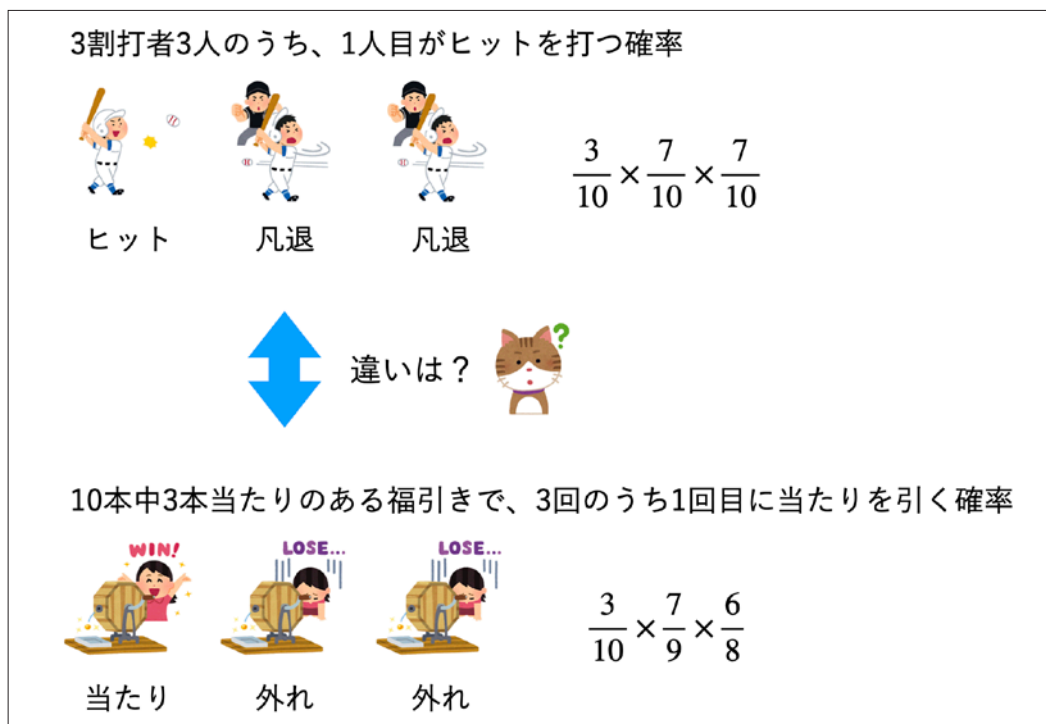 3割打者3人のうち、1人目がヒットを打つ確率
ヒット 凡退 凡退
3/10 × 7/10 × 7/10
違いは？
?
10本中3本当たりのある福引きで、3回のうち1回目に当たりを引く確率
WIN! LOSE... LOSE...
当たり 外れ 外れ
3/10 × 7/9 × 6/8